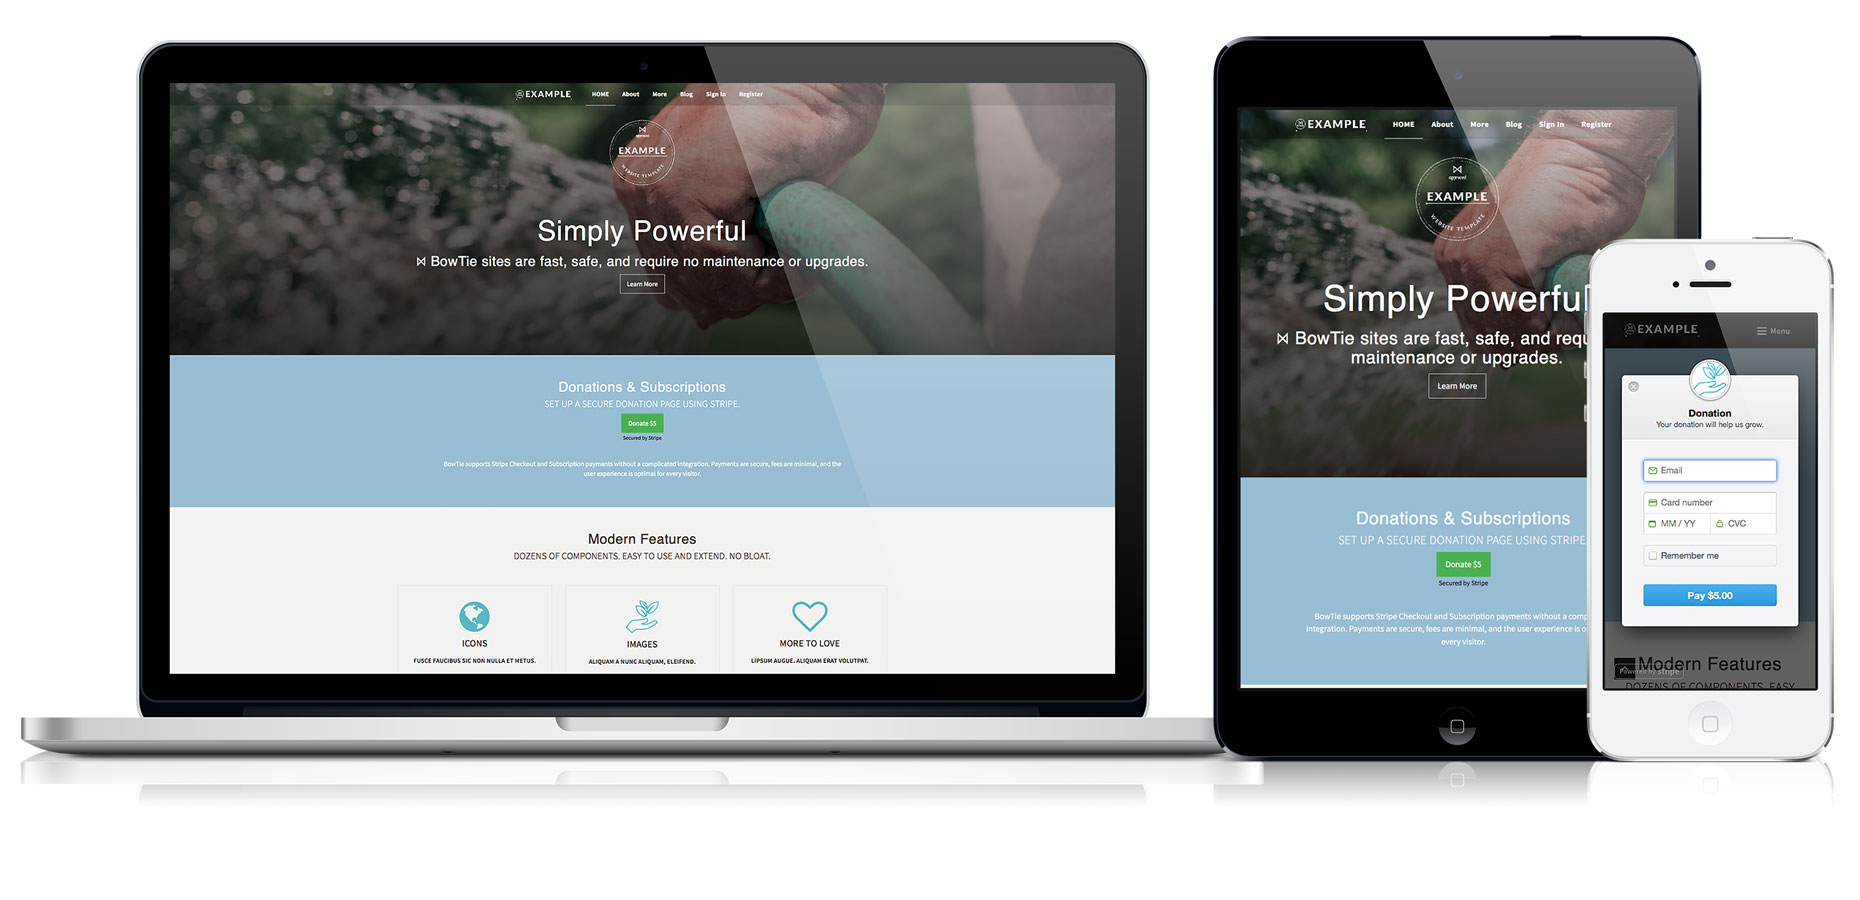 EXAMPLE HOME About More Blog Sign In Register
EXAMPLE
WEBSITE TEMPLATE
Simply Powerful
BowTie sites are fast, safe, and require no maintenance or upgrades.
Learn More
Donations & Subscriptions
SET UP A SECURE DONATION PAGE USING STRIPE.
Donate $5
Secured by Stripe
BowTie supports Stripe Checkout and Subscription payments without a complicated integration. Payments are secure, fees are minimal, and the
user experience is optimal for every visitor.
Modern Features
DOZENS OF COMPONENTS. EASY TO USE AND EXTEND. NO BLOAT.
ICONS
FUSCE FAUCIBUS SIC NON NULLA ET METUS.
IMAGES
ALIQUAM A NUNC ALIQUAM, ELEIFEND.
MORE TO LOVE
LIPSUM AUGUE. ALIQUAM ERAT VOLUTPAT.
EXAMPLE HOME About More Blog Sign In Register
EXAMPLE
WEBSITE TEMPLATE
Simply Powerful
BowTie sites are fast, safe, and requ
maintenance or upgrades.
Learn More
Donations & Subscriptions
SET UP A SECURE DONATION PAGE USING STRIPE
Donate $5
Secured by Stripe
BowTie supports Stripe Checkout and Subscription payments without a comp
integration. Payments are secure, fees are minimal, and the user experience is o
every visitor.
EXAMPLE Menu
Donation
Your donation will help us grow.
Email
Card number
MM / YY CVC
Remember me
Pay $5.00
Modern Features
Powered by stripe
DOZENS OF COMPONENTS. EASY